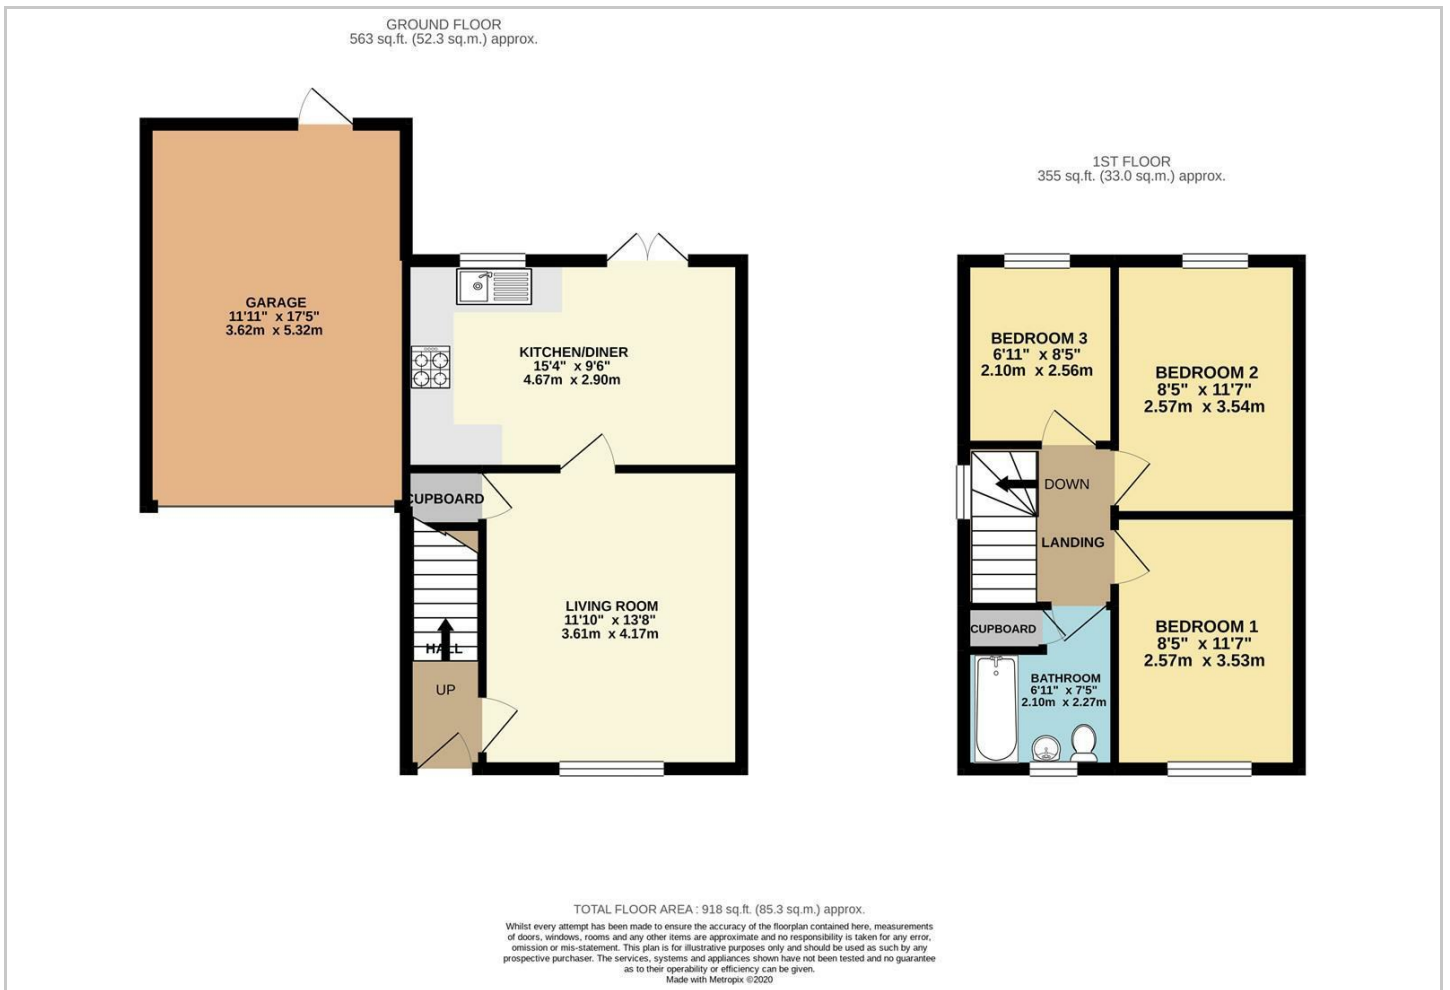 GROUND FLOOR
563 sq.ft. (52.3 sq.m.) approx.
GARAGE
11'11" x 17'5"
3.62m x 5.32m
KITCHEN/DINER
15'4" x 9'6"
4.67m x 2.90m
CUPBOARD
LIVING ROOM
11'10" x 13'8"
3.61m x 4.17m
HALL
UP
1ST FLOOR
355 sq.ft. (33.0 sq.m.) approx.
BEDROOM 3
6'11" x 8'5"
2.10m x 2.56m
BEDROOM 2
8'5" x 11'7"
2.57m x 3.54m
DOWN
LANDING
CUPBOARD
BEDROOM 1
8'5" x 11'7"
2.57m x 3.53m
BATHROOM
6'11" x 7'5"
2.10m x 2.27m
TOTAL FLOOR AREA : 918 sq.ft. (85.3 sq.m.) approx.
Whilst every attempt has been made to ensure the accuracy of the floorplan contained here, measurements
of doors, windows, rooms and any other items are approximate and no responsibility is taken for any error,
omission or mis-statement. This plan is for illustrative purposes only and should be used as such by any
prospective purchaser. The services, systems and appliances shown have not been tested and no guarantee
as to their operability or efficiency can be given.
Made with Metropix ©2020